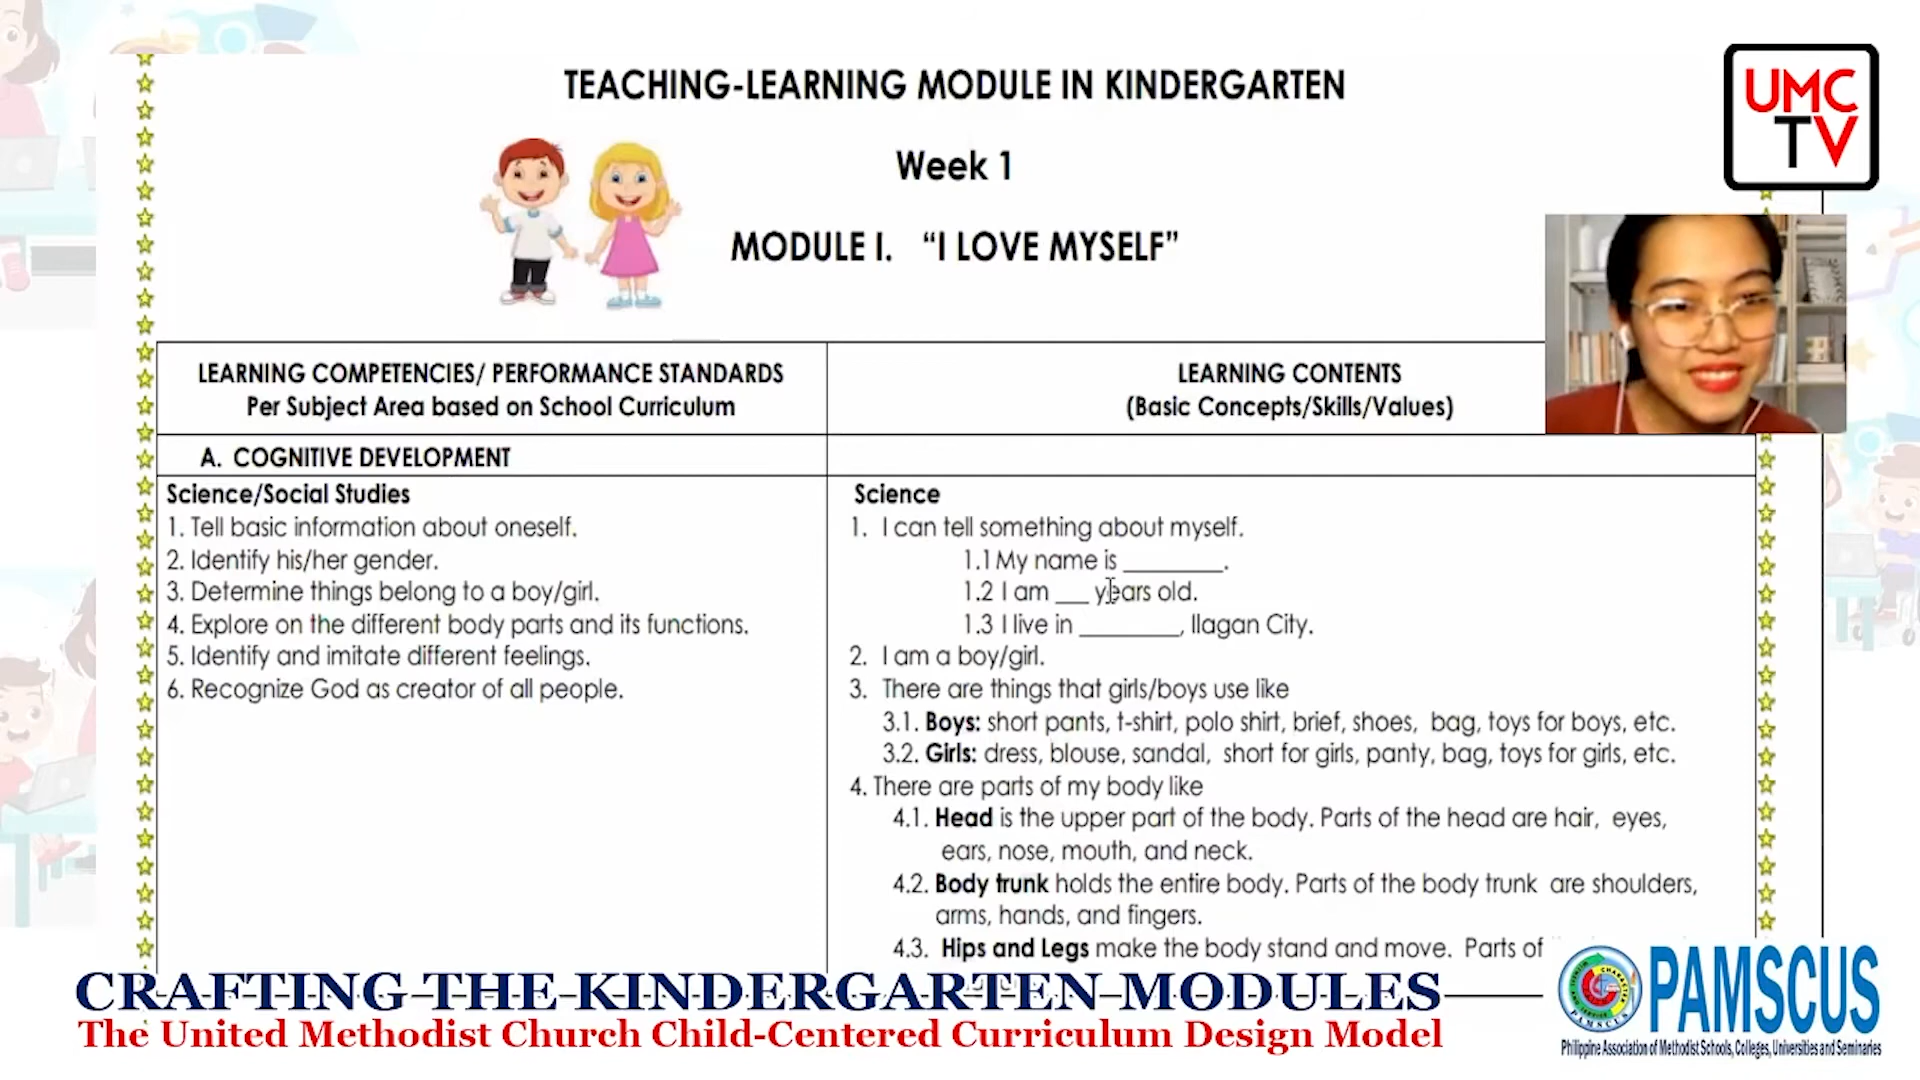 TEACHING-LEARNING MODULE IN KINDERGARTEN
Week 1
MODULE I. “I LOVE MYSELF”
UMC
TV
LEARNING COMPETENCIES/ PERFORMANCE STANDARDS
Per Subject Area based on School Curriculum
LEARNING CONTENTS
(Basic Concepts/Skills/Values)
A. COGNITIVE DEVELOPMENT
Science/Social Studies
1. Tell basic information about oneself.
2. Identify his/her gender.
3. Determine things belong to a boy/girl.
4. Explore on the different body parts and its functions.
5. Identify and imitate different feelings.
6. Recognize God as creator of all people.
Science
1. I can tell something about myself.
1.1 My name is ________.
1.2 I am ___ years old.
1.3 I live in ________, Ilagan City.
2. I am a boy/girl.
3. There are things that girls/boys use like
3.1. Boys: short pants, t-shirt, polo shirt, brief, shoes, bag, toys for boys, etc.
3.2. Girls: dress, blouse, sandal, short for girls, panty, bag, toys for girls, etc.
4. There are parts of my body like
4.1. Head is the upper part of the body. Parts of the head are hair, eyes,
ears, nose, mouth, and neck.
4.2. Body trunk holds the entire body. Parts of the body trunk are shoulders,
arms, hands, and fingers.
4.3. Hips and Legs make the body stand and move. Parts of
CRAFTING THE KINDERGARTEN MODULES
The United Methodist Church Child-Centered Curriculum Design Model
PAMSCUS
Philippine Association of Methodist Schools, Colleges, Universities and Seminaries